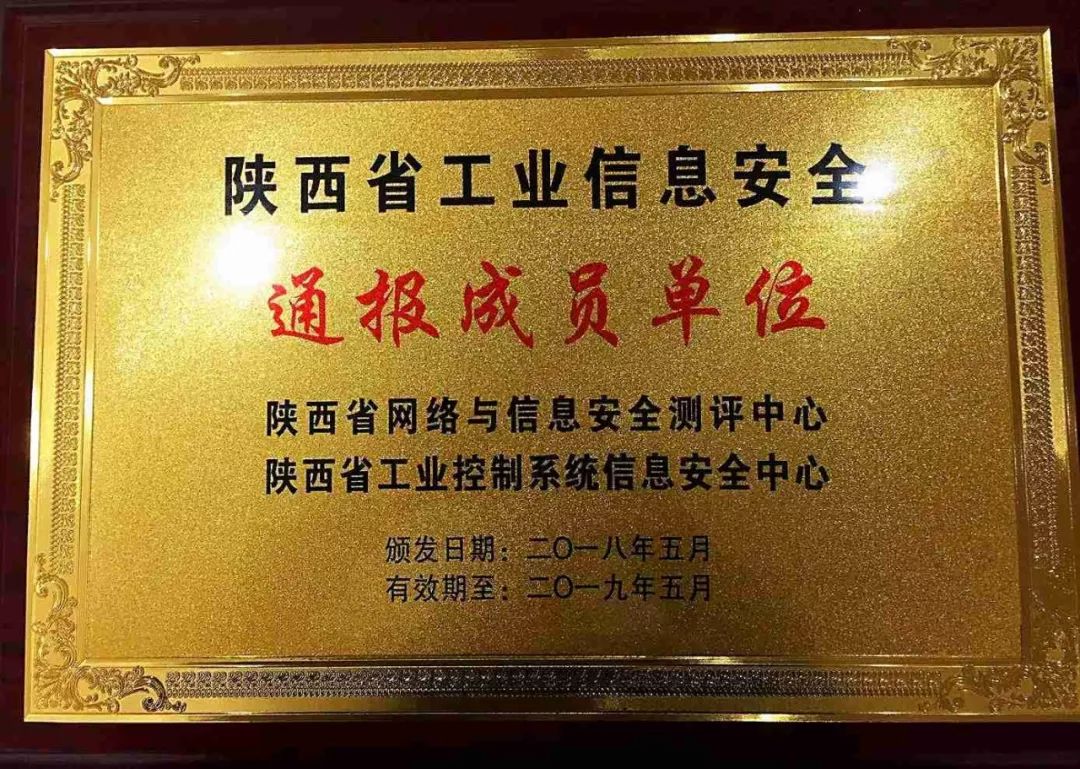 陕西省工业信息安全
通报成员单位
陕西省网络与信息安全测评中心
陕西省工业控制系统信息安全中心
颁发日期：二〇一八年五月
有效期至：二〇一九年五月